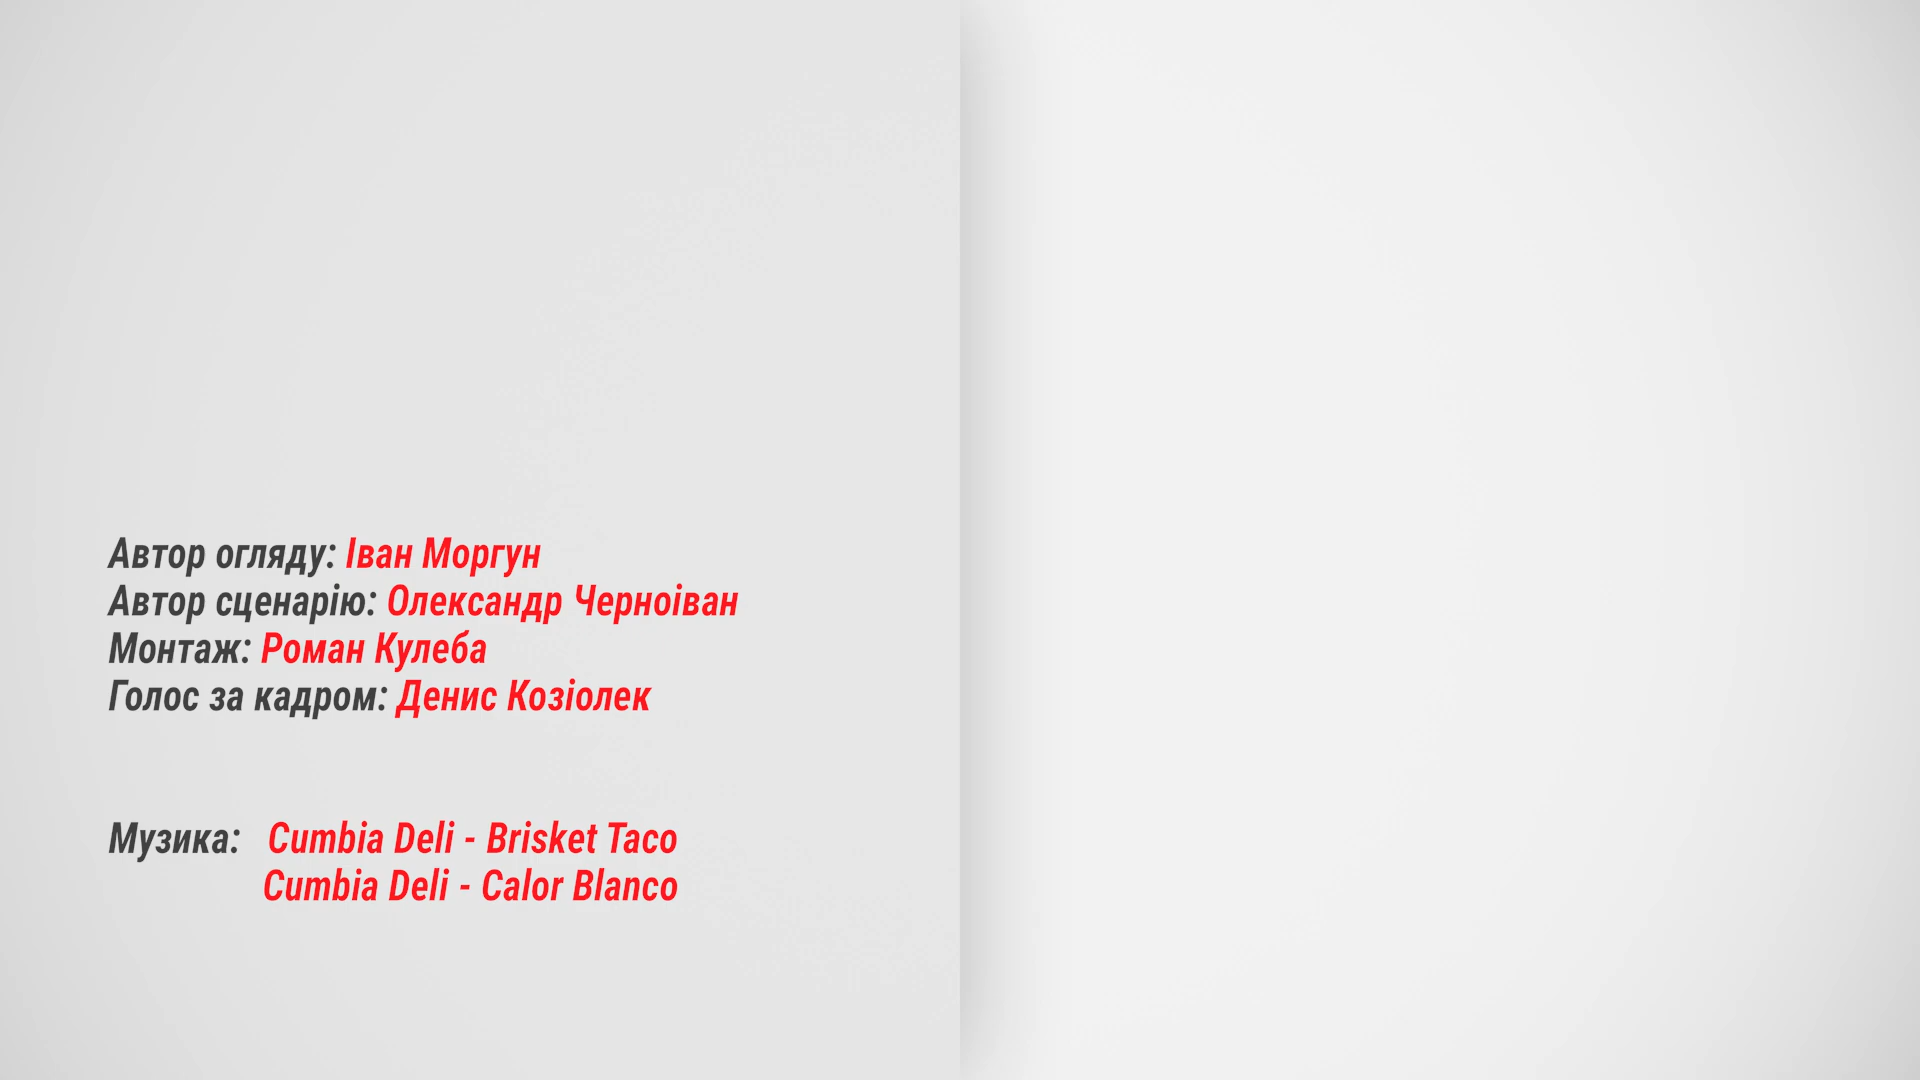 Автор огляду: Іван Моргун
Автор сценарію: Олександр Черноіван
Монтаж: Роман Кулеба
Голос за кадром: Денис Козіолек
Музика: Cumbia Deli - Brisket Taco
Cumbia Deli - Calor Blanco